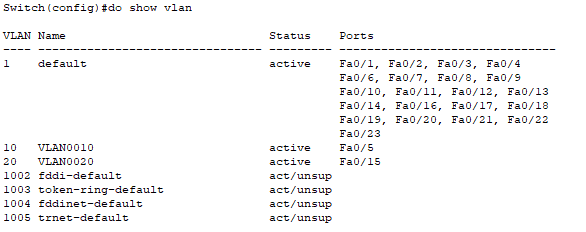 Switch(config)#do show vlan
VLAN Name                             Status    Ports
---- -------------------------------- --------- -------------------------------
1    default                          active    Fa0/1, Fa0/2, Fa0/3, Fa0/4
                                                Fa0/6, Fa0/7, Fa0/8, Fa0/9
                                                Fa0/10, Fa0/11, Fa0/12, Fa0/13
                                                Fa0/14, Fa0/16, Fa0/17, Fa0/18
                                                Fa0/19, Fa0/20, Fa0/21, Fa0/22
                                                Fa0/23
10   VLAN0010                         active    Fa0/5
20   VLAN0020                         active    Fa0/15
1002 fddi-default                     act/unsup
1003 token-ring-default               act/unsup
1004 fddinet-default                  act/unsup
1005 trnet-default                    act/unsup